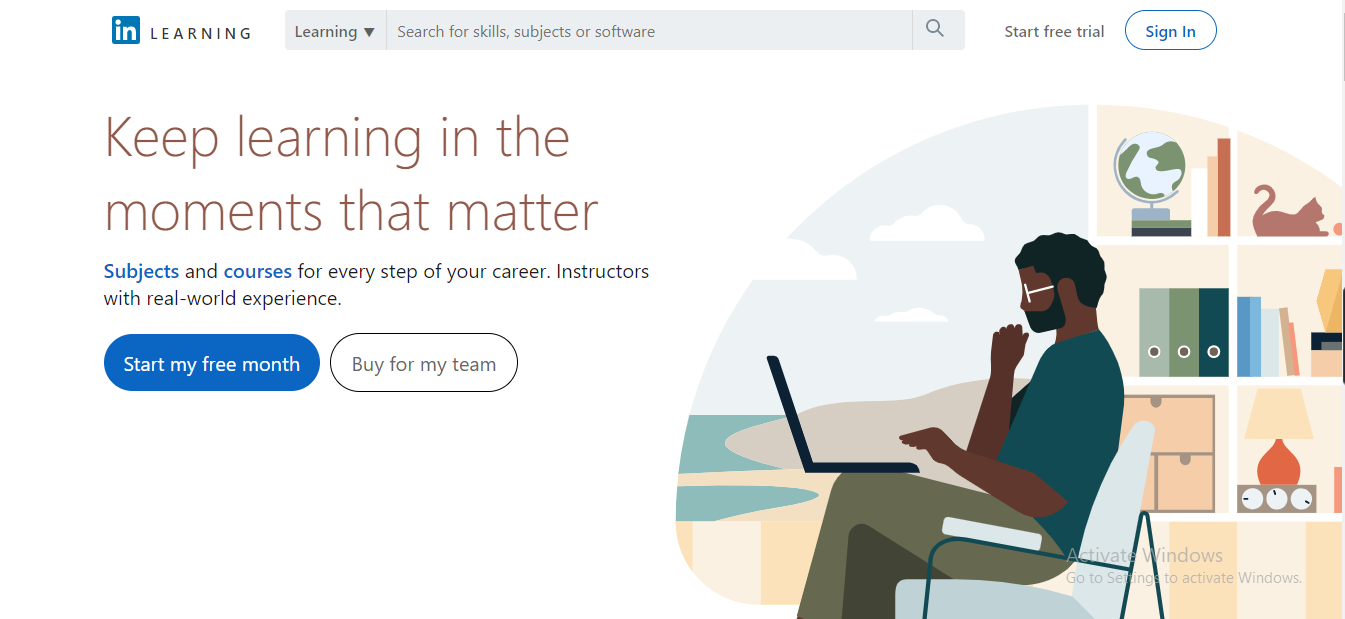 in LEARNING
Learning ▼
Search for skills, subjects or software
Start free trial
Sign In
Keep learning in the
moments that matter
Subjects and courses for every step of your career. Instructors
with real-world experience.
Start my free month
Buy for my team
Activate Windows
Go to Settings to activate Windows.